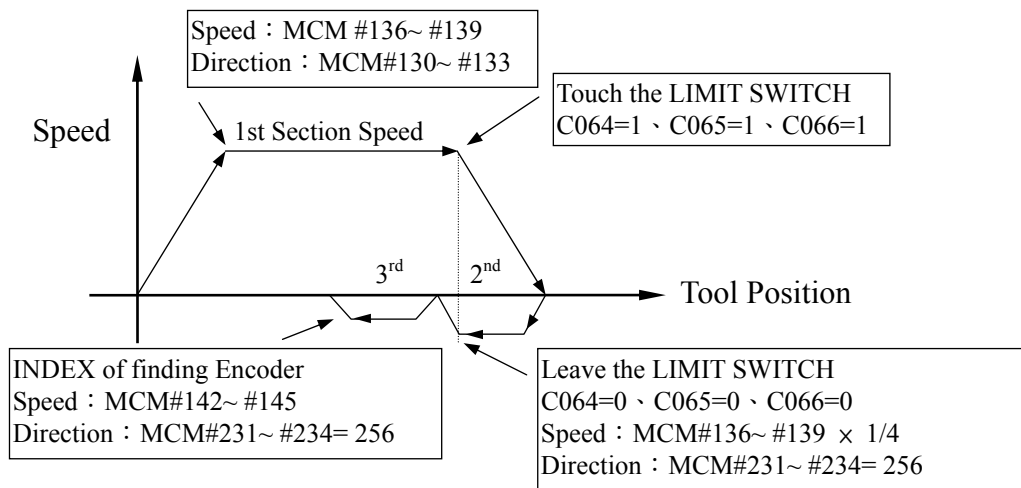 Speed：MCM #136~ #139
Direction：MCM#130~ #133
Touch the LIMIT SWITCH
C064=1、C065=1、C066=1
Speed
1st Section Speed
3rd
2nd
Tool Position
INDEX of finding Encoder
Speed：MCM#142~ #145
Direction：MCM#231~ #234= 256
Leave the LIMIT SWITCH
C064=0、C065=0、C066=0
Speed：MCM#136~ #139 × 1/4
Direction：MCM#231~ #234= 256